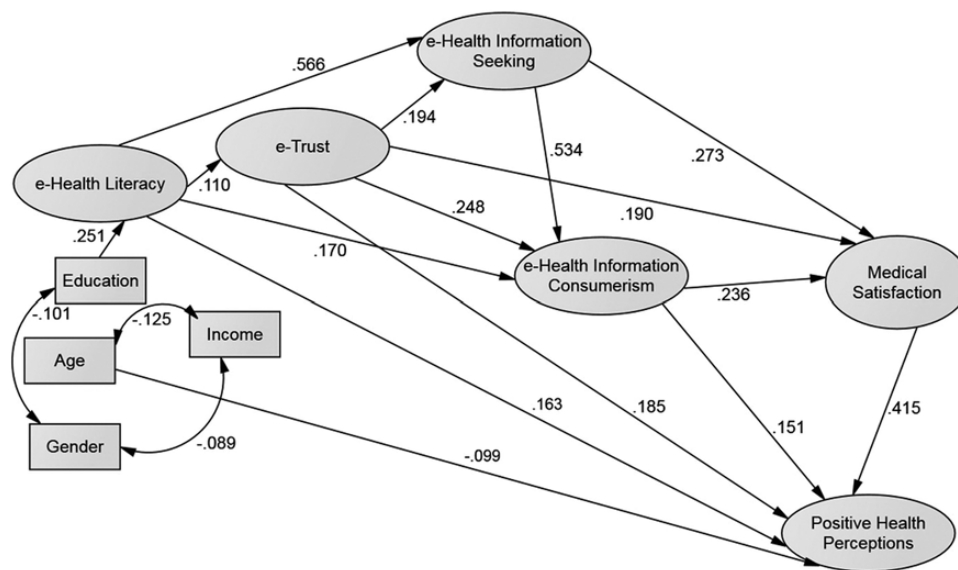 e-Health Information
Seeking
.566
.194
e-Trust
.534
.273
e-Health Literacy
.110
.248
.190
.251
.170
e-Health Information
Consumerism
Medical
Satisfaction
Education
.236
-.101
-.125
Income
Age
.163
.185
.151
.415
Gender
-.089
-.099
Positive Health
Perceptions